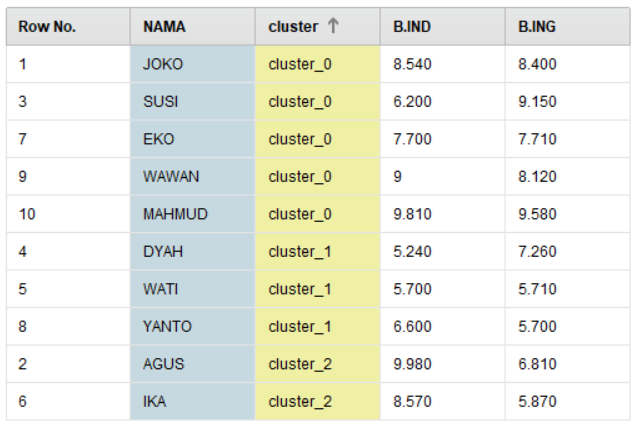 Row No. NAMA cluster ↑ B.IND B.ING
1 JOKO cluster_0 8.540 8.400
3 SUSI cluster_0 6.200 9.150
7 EKO cluster_0 7.700 7.710
9 WAWAN cluster_0 9 8.120
10 MAHMUD cluster_0 9.810 9.580
4 DYAH cluster_1 5.240 7.260
5 WATI cluster_1 5.700 5.710
8 YANTO cluster_1 6.600 5.700
2 AGUS cluster_2 9.980 6.810
6 IKA cluster_2 8.570 5.870